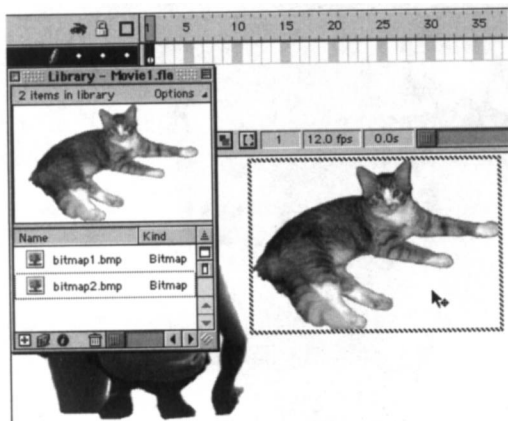 1 5 10 15 20 25 30 35
Library - Movie1.fla
2 items in library Options
1 12.0 fps 0.0s
Name Kind
bitmap1.bmp Bitmap
bitmap2.bmp Bitmap